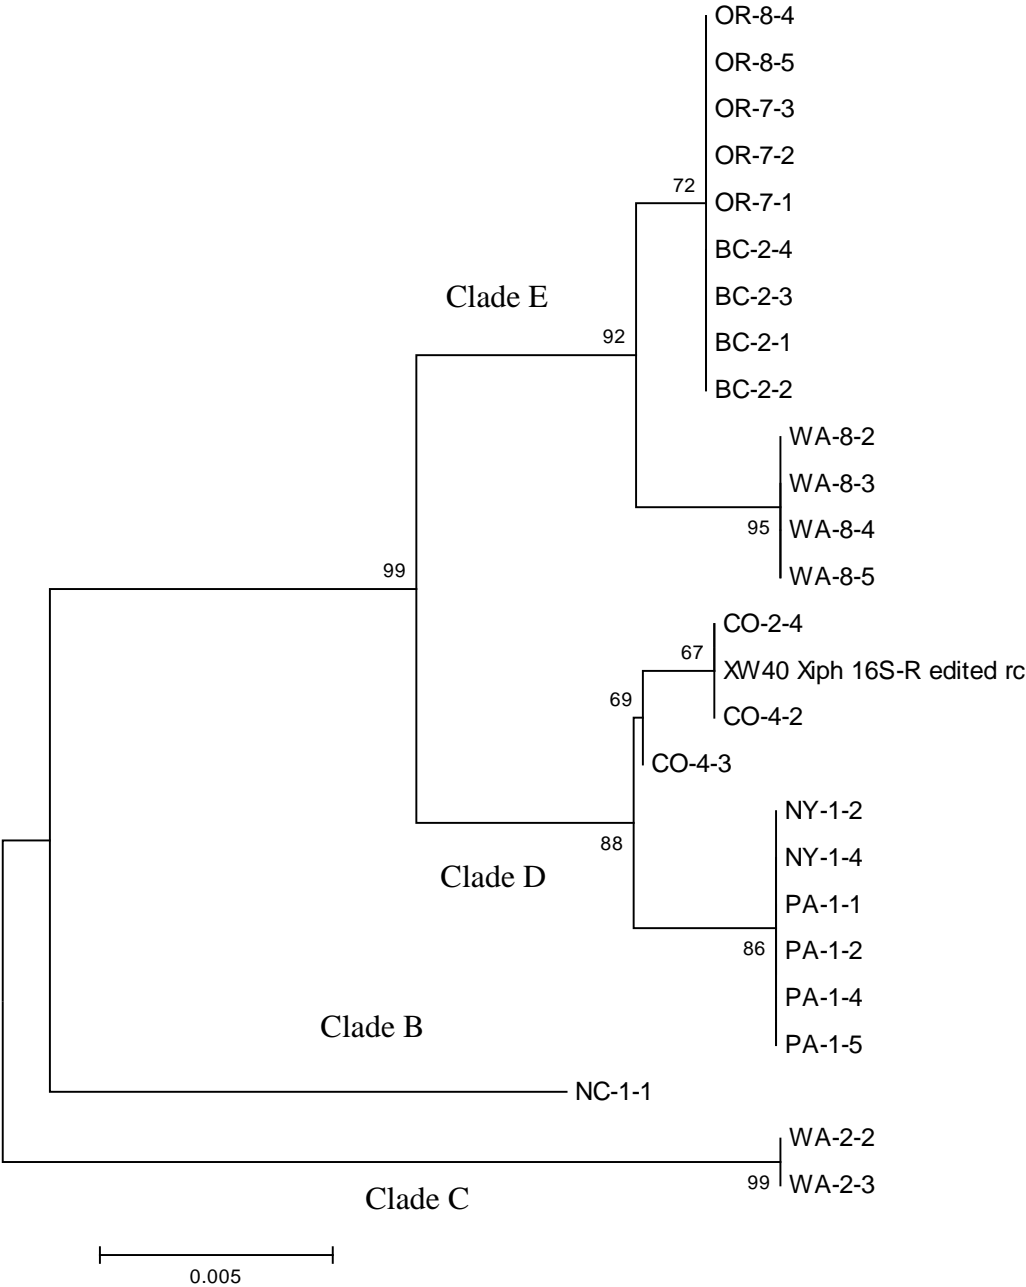 OR-8-4
OR-8-5
OR-7-3
OR-7-2
72
OR-7-1
BC-2-4
Clade E
BC-2-3
92
BC-2-1
BC-2-2
WA-8-2
WA-8-3
95
WA-8-4
99
WA-8-5
CO-2-4
67
XW40 Xiph 16S-R edited rc
69
CO-4-2
CO-4-3
NY-1-2
88
NY-1-4
Clade D
PA-1-1
86
PA-1-2
PA-1-4
Clade B
PA-1-5
NC-1-1
WA-2-2
99
WA-2-3
Clade C
0.005